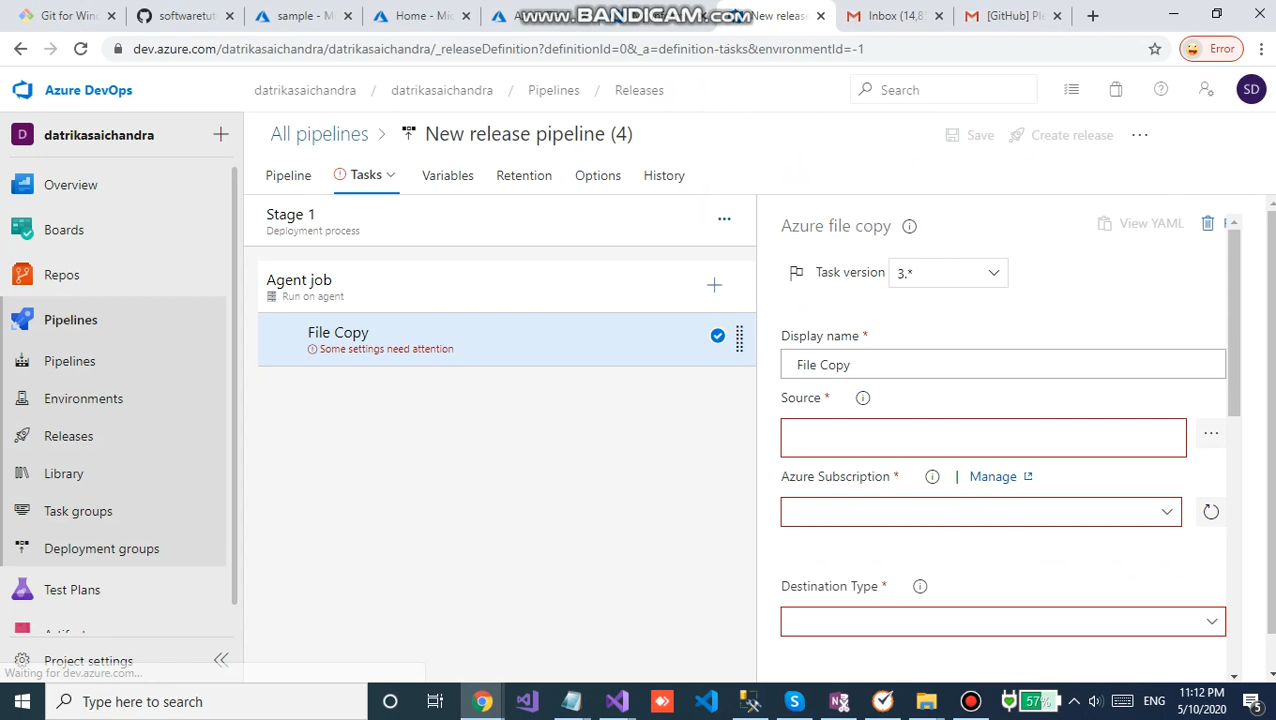 Git for Wind
softwaretut
sample - M
Home - Mic
A
www.BANDICAM.com
New release
Inbox (14,8
[GitHub] Ple
dev.azure.com/datrikasaichandra/datrikasaichandra/_releaseDefinition?definitionId=0&_a=definition-tasks&environmentId=-1
Error
Azure DevOps
datrikasaichandra / datrikasaichandra / Pipelines / Releases
Search
SD
D datrikasaichandra
All pipelines > New release pipeline (4)
Save
Create release
Pipeline
Tasks
Variables
Retention
Options
History
Overview
Boards
Repos
Pipelines
Pipelines
Environments
Releases
Library
Task groups
Deployment groups
Test Plans
Project settings
Waiting for dev.azure.com...
Stage 1
Deployment process
Agent job
Run on agent
File Copy
Some settings need attention
Azure file copy
View YAML
Task version 3.*
Display name *
File Copy
Source *
Azure Subscription * | Manage
Destination Type *
Type here to search
57%
ENG
11:12 PM
5/10/2020
5